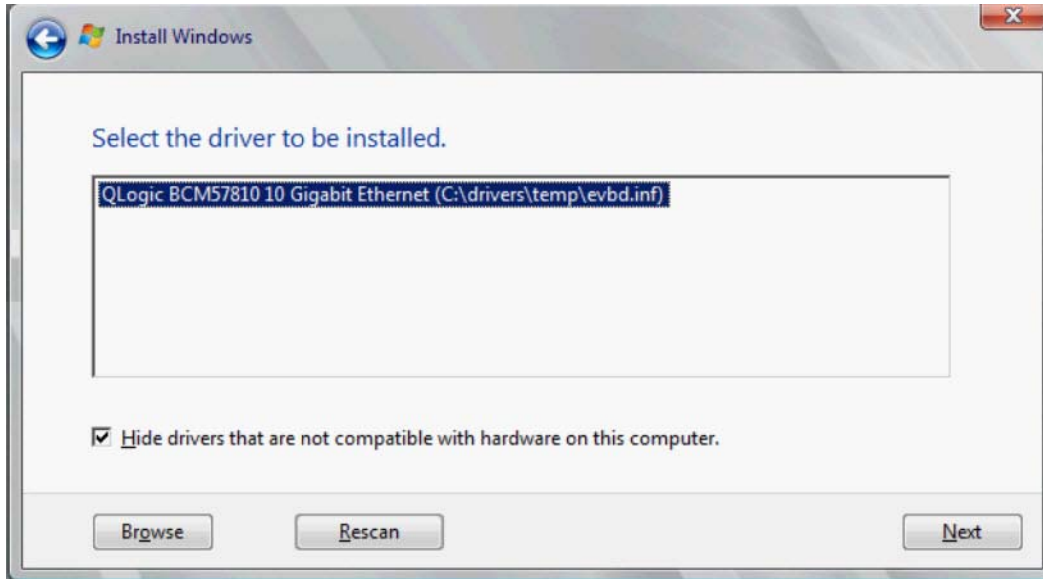 Install Windows
Select the driver to be installed.
QLogic BCM57810 10 Gigabit Ethernet (C:\drivers\temp\evbd.inf)
Hide drivers that are not compatible with hardware on this computer.
Browse Rescan Next